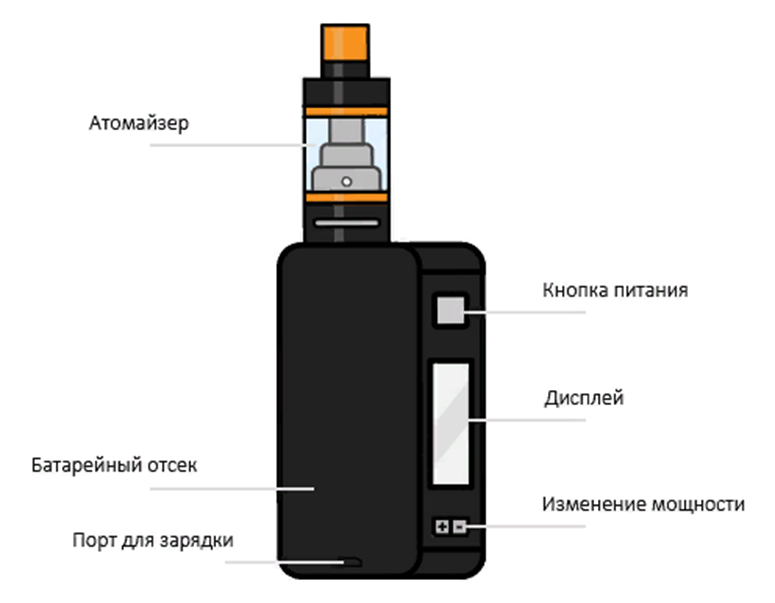 Атомайзер
Кнопка питания
Дисплей
Батарейный отсек
Изменение мощности
Порт для зарядки